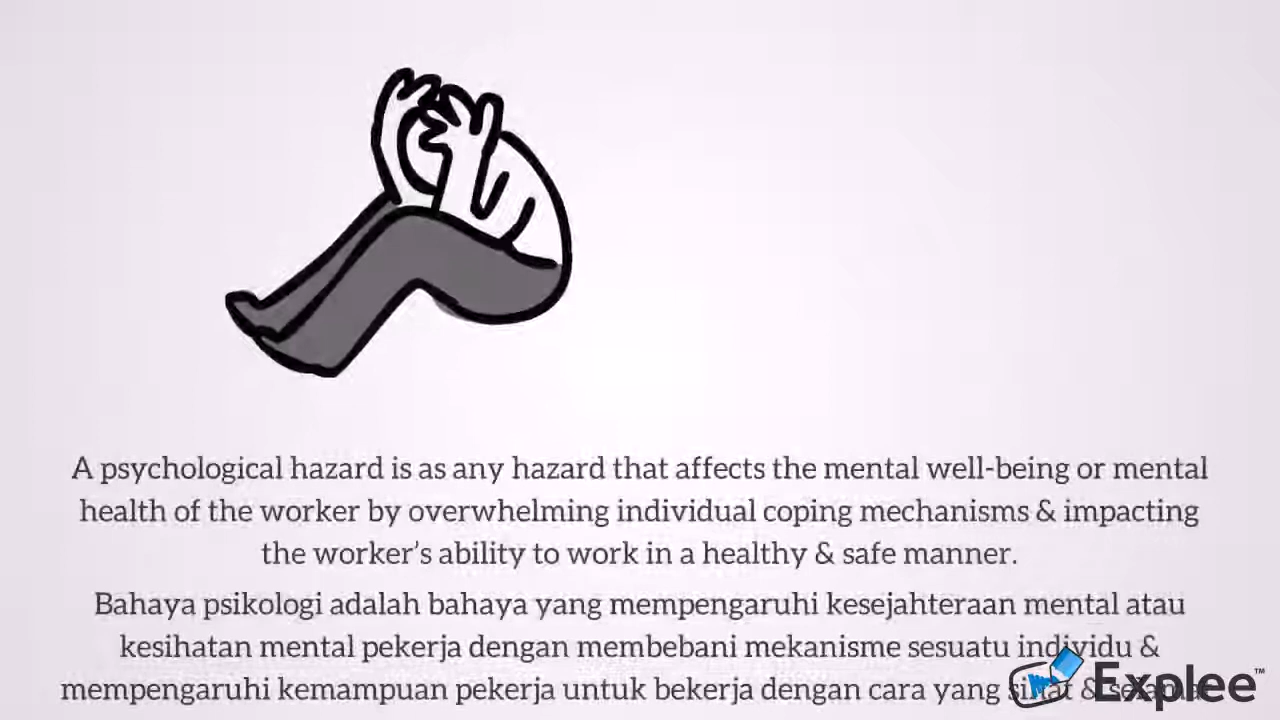 A psychological hazard is as any hazard that affects the mental well-being or mental
health of the worker by overwhelming individual coping mechanisms & impacting
the worker's ability to work in a healthy & safe manner.
Bahaya psikologi adalah bahaya yang mempengaruhi kesejahteraan mental atau
kesihatan mental pekerja dengan membebani mekanisme sesuatu individu &
mempengaruhi kemampuan pekerja untuk bekerja dengan cara yang sihat &
Explee™